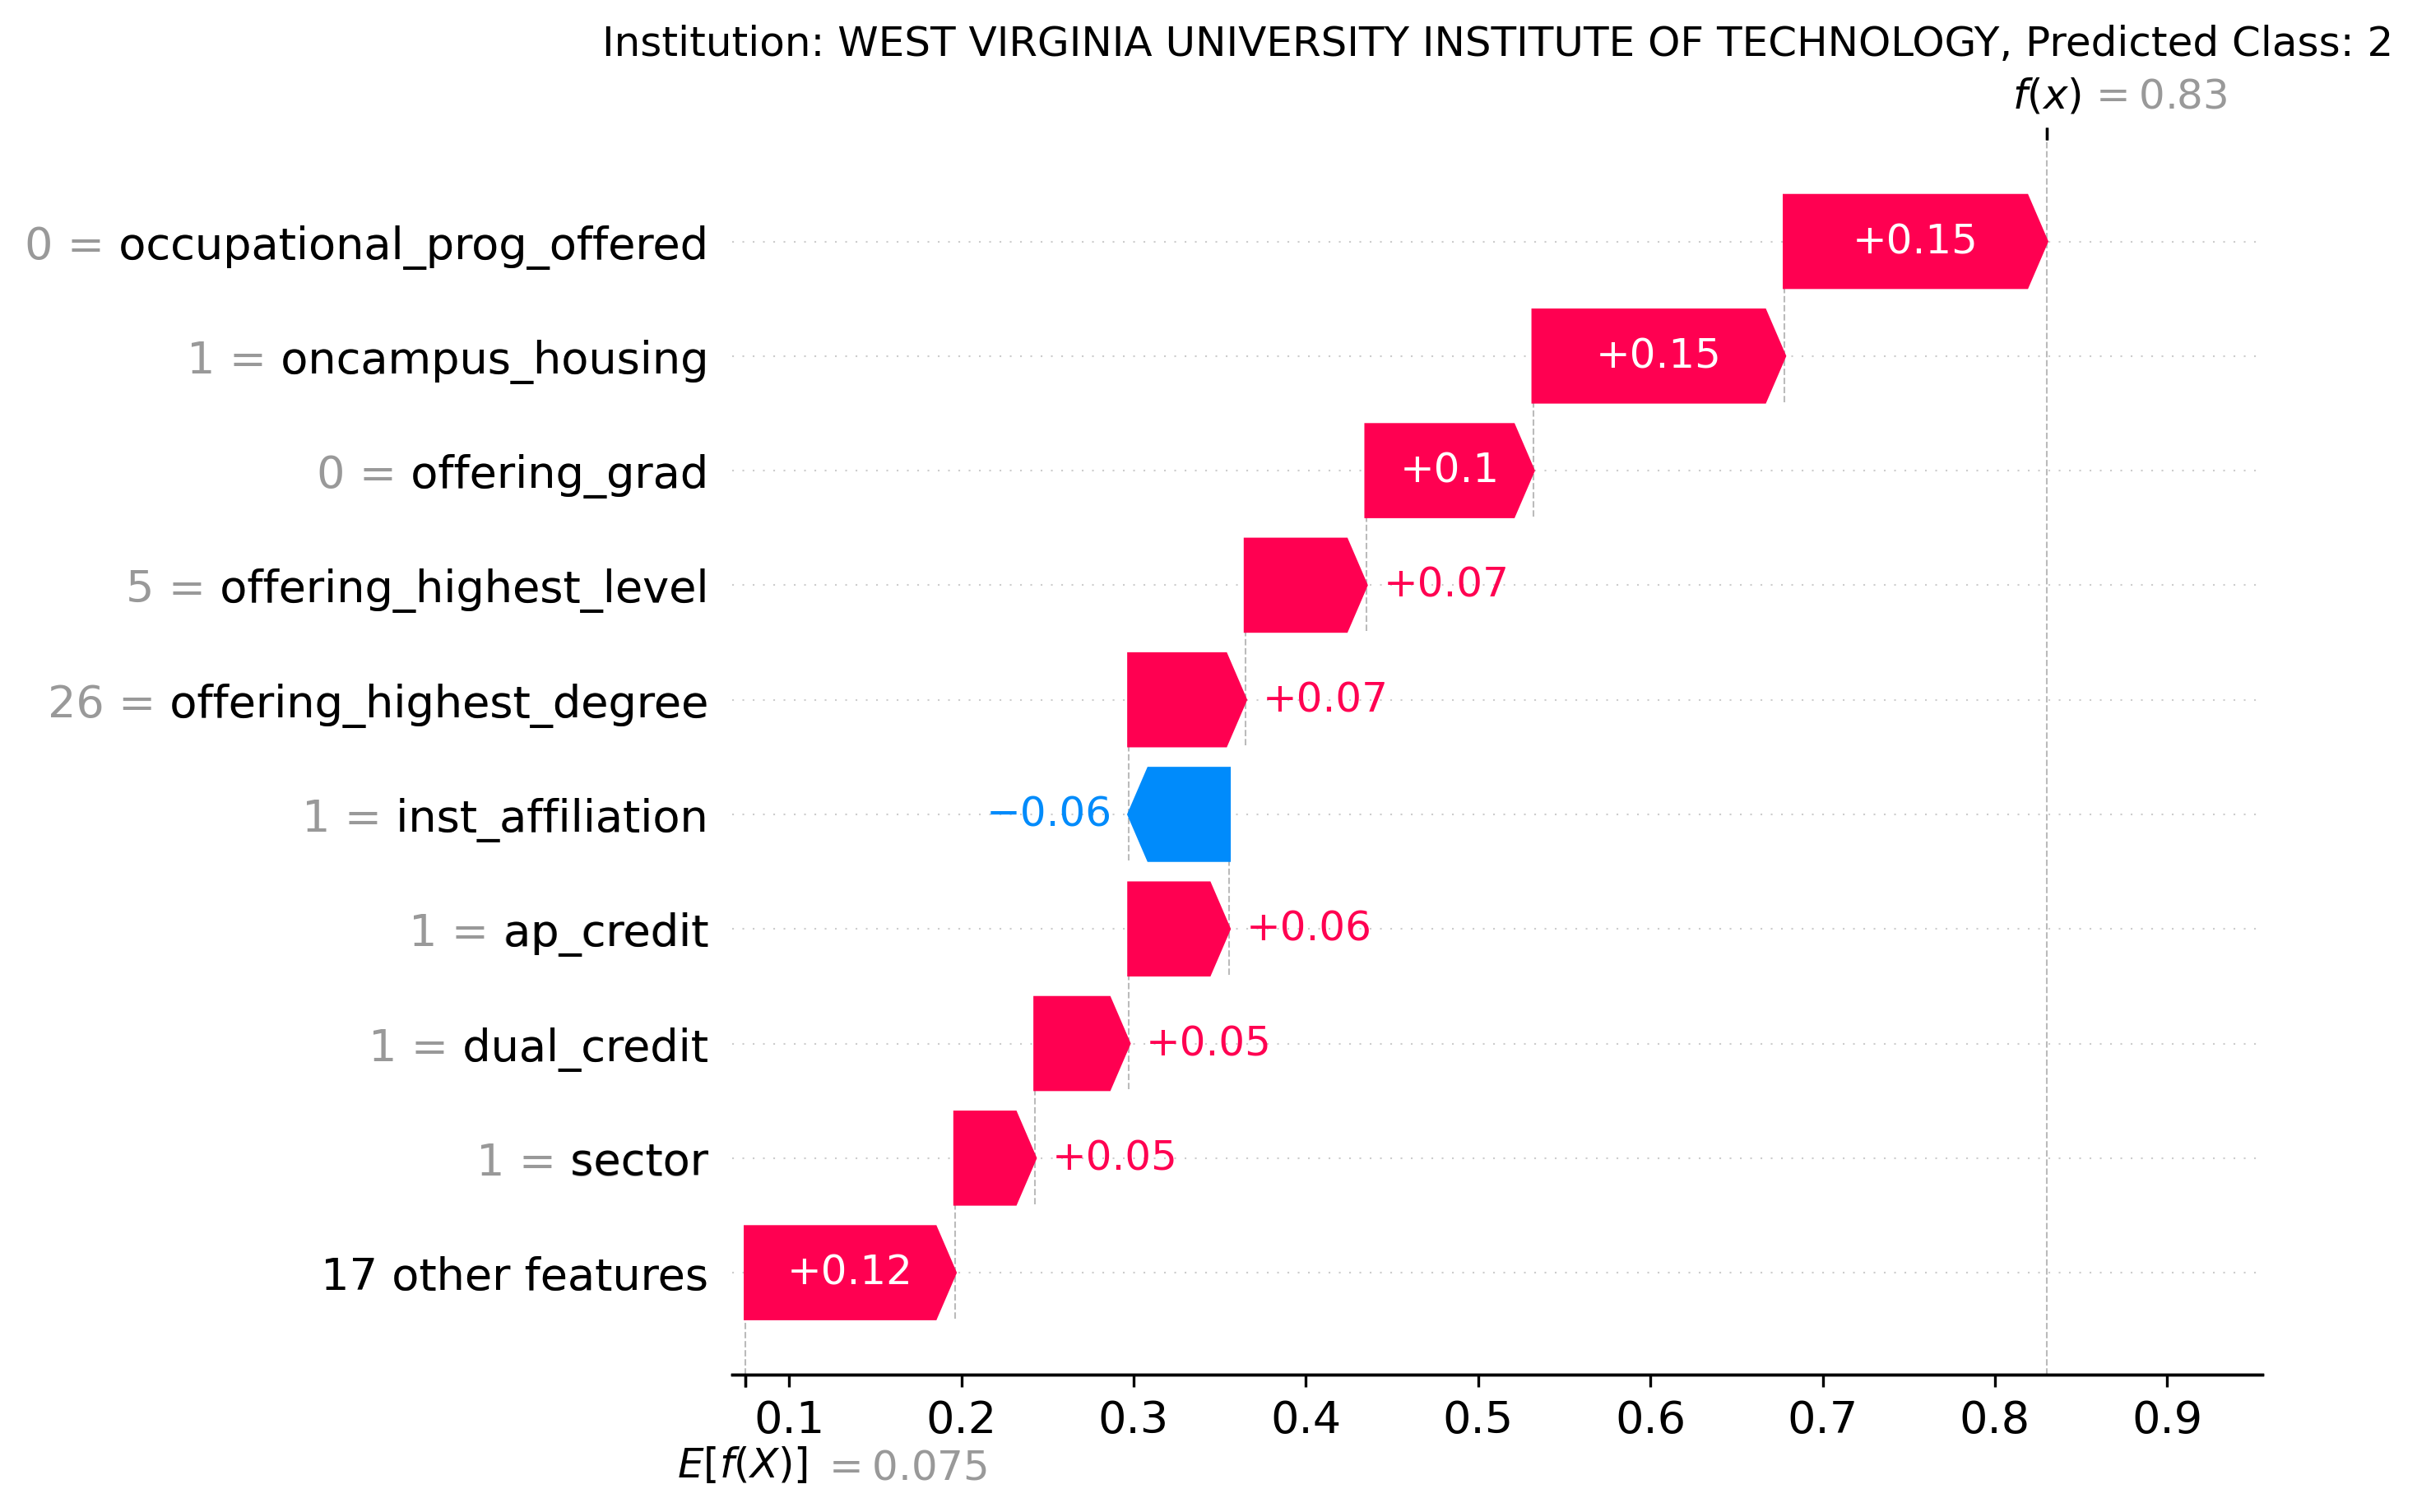 Institution: WEST VIRGINIA UNIVERSITY INSTITUTE OF TECHNOLOGY, Predicted Class: 2
f(x) = 0.83
0 = occupational_prog_offered +0.15
1 = oncampus_housing +0.15
0 = offering_grad +0.1
5 = offering_highest_level +0.07
26 = offering_highest_degree +0.07
1 = inst_affiliation −0.06
1 = ap_credit +0.06
1 = dual_credit +0.05
1 = sector +0.05
17 other features +0.12
0.1 0.2 0.3 0.4 0.5 0.6 0.7 0.8 0.9
E[f(X)] = 0.075